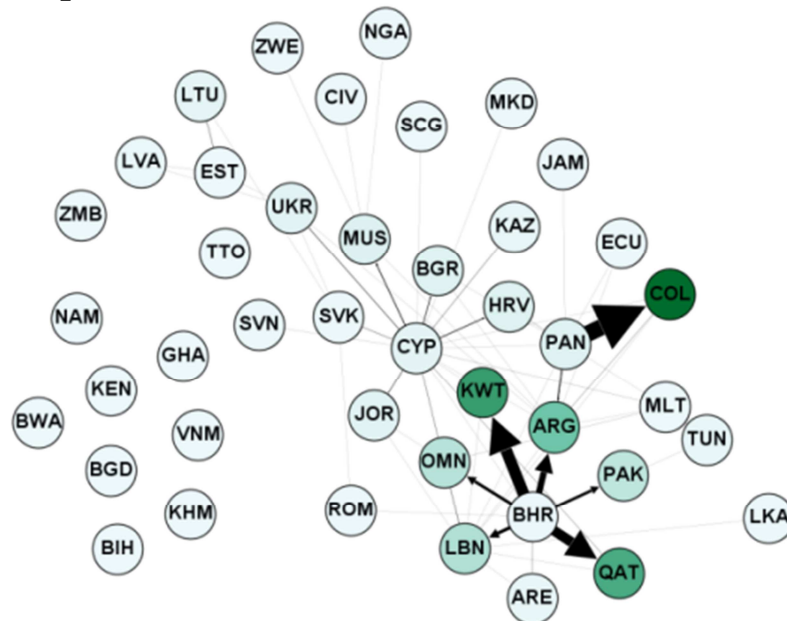 NGA
ZWE
LTU
CIV
MKD
SCG
LVA
EST
JAM
UKR
ZMB
KAZ
MUS
ECU
TTO
BGR
COL
HRV
NAM
SVK
SVN
PAN
CYP
GHA
KEN
KWT
MLT
JOR
BWA
ARG
VNM
TUN
OMN
BGD
PAK
ROM
KHM
BHR
LKA
BIH
LBN
QAT
ARE